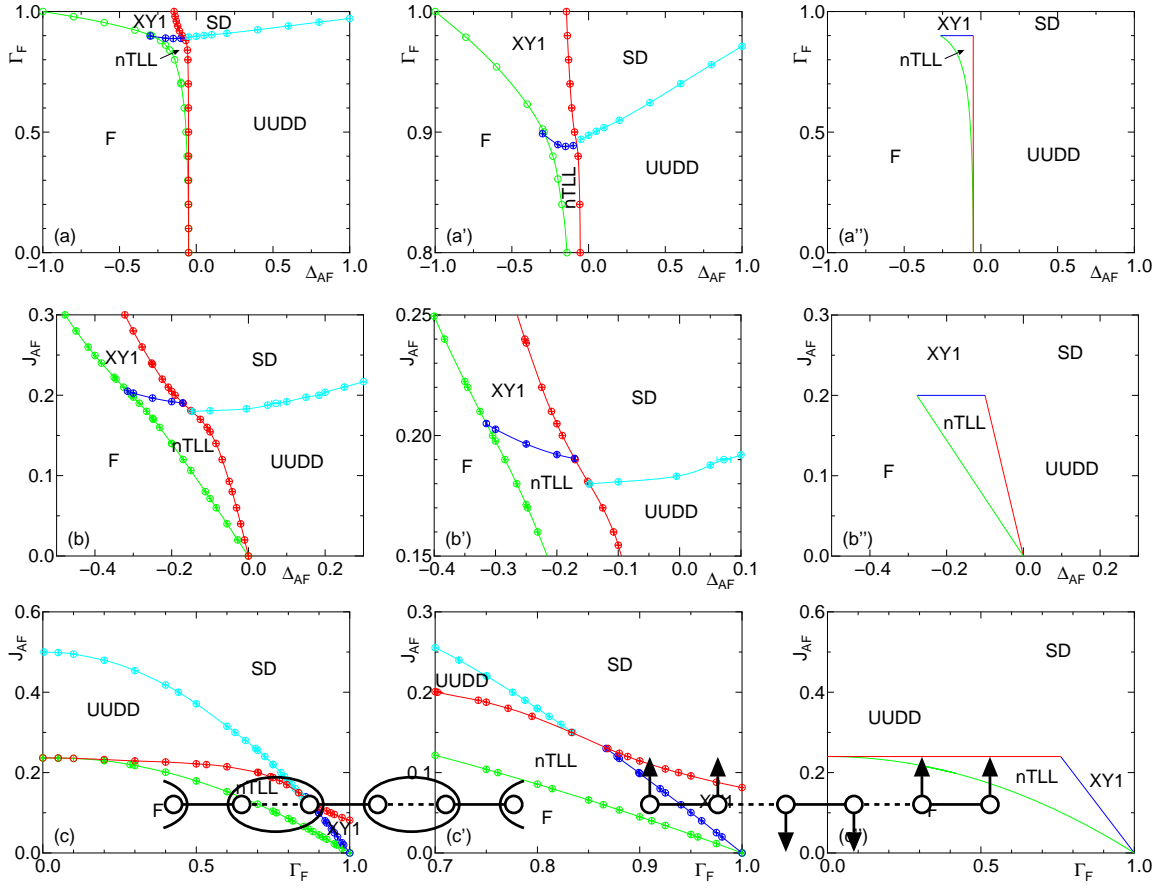 1.0
XY1
SD
Γ_F
nTLL
0.5
F
UUDD
(a)
0.0
−1.0 −0.5 0.0 0.5 1.0
Δ_AF
1.0
XY1
SD
Γ_F
0.9
F
UUDD
nTLL
(a')
0.8
−1.0 −0.5 0.0 0.5 1.0
Δ_AF
1.0
XY1
SD
Γ_F
nTLL
0.5
F
UUDD
(a'')
0.0
−1.0 −0.5 0.0 0.5 1.0
Δ_AF
0.3
J_AF
XY1
SD
0.2
nTLL
F
UUDD
0.1
(b)
0.0
−0.4 −0.2 0.0 0.2
Δ_AF
0.25
J_AF
XY1
SD
0.20
F
nTLL
UUDD
(b')
0.15
−0.4 −0.3 −0.2 −0.1 0.0 0.1
Δ_AF
0.3
J_AF
XY1
SD
0.2
nTLL
F
UUDD
0.1
(b'')
0.0
−0.4 −0.2 0.0 0.2
Δ_AF
0.6
J_AF
SD
0.4
UUDD
0.2
nTLL
F
XY1
(c)
0.0
0.0 0.5 1.0
Γ_F
0.3
J_AF
SD
UUDD
0.2
nTLL
0.1
XY1
F
(c')
0.0
0.7 0.8 0.9 1.0
Γ_F
0.6
J_AF
SD
0.4
UUDD
0.2
nTLL
XY1
F
(c'')
0.0
0.0 0.5 1.0
Γ_F